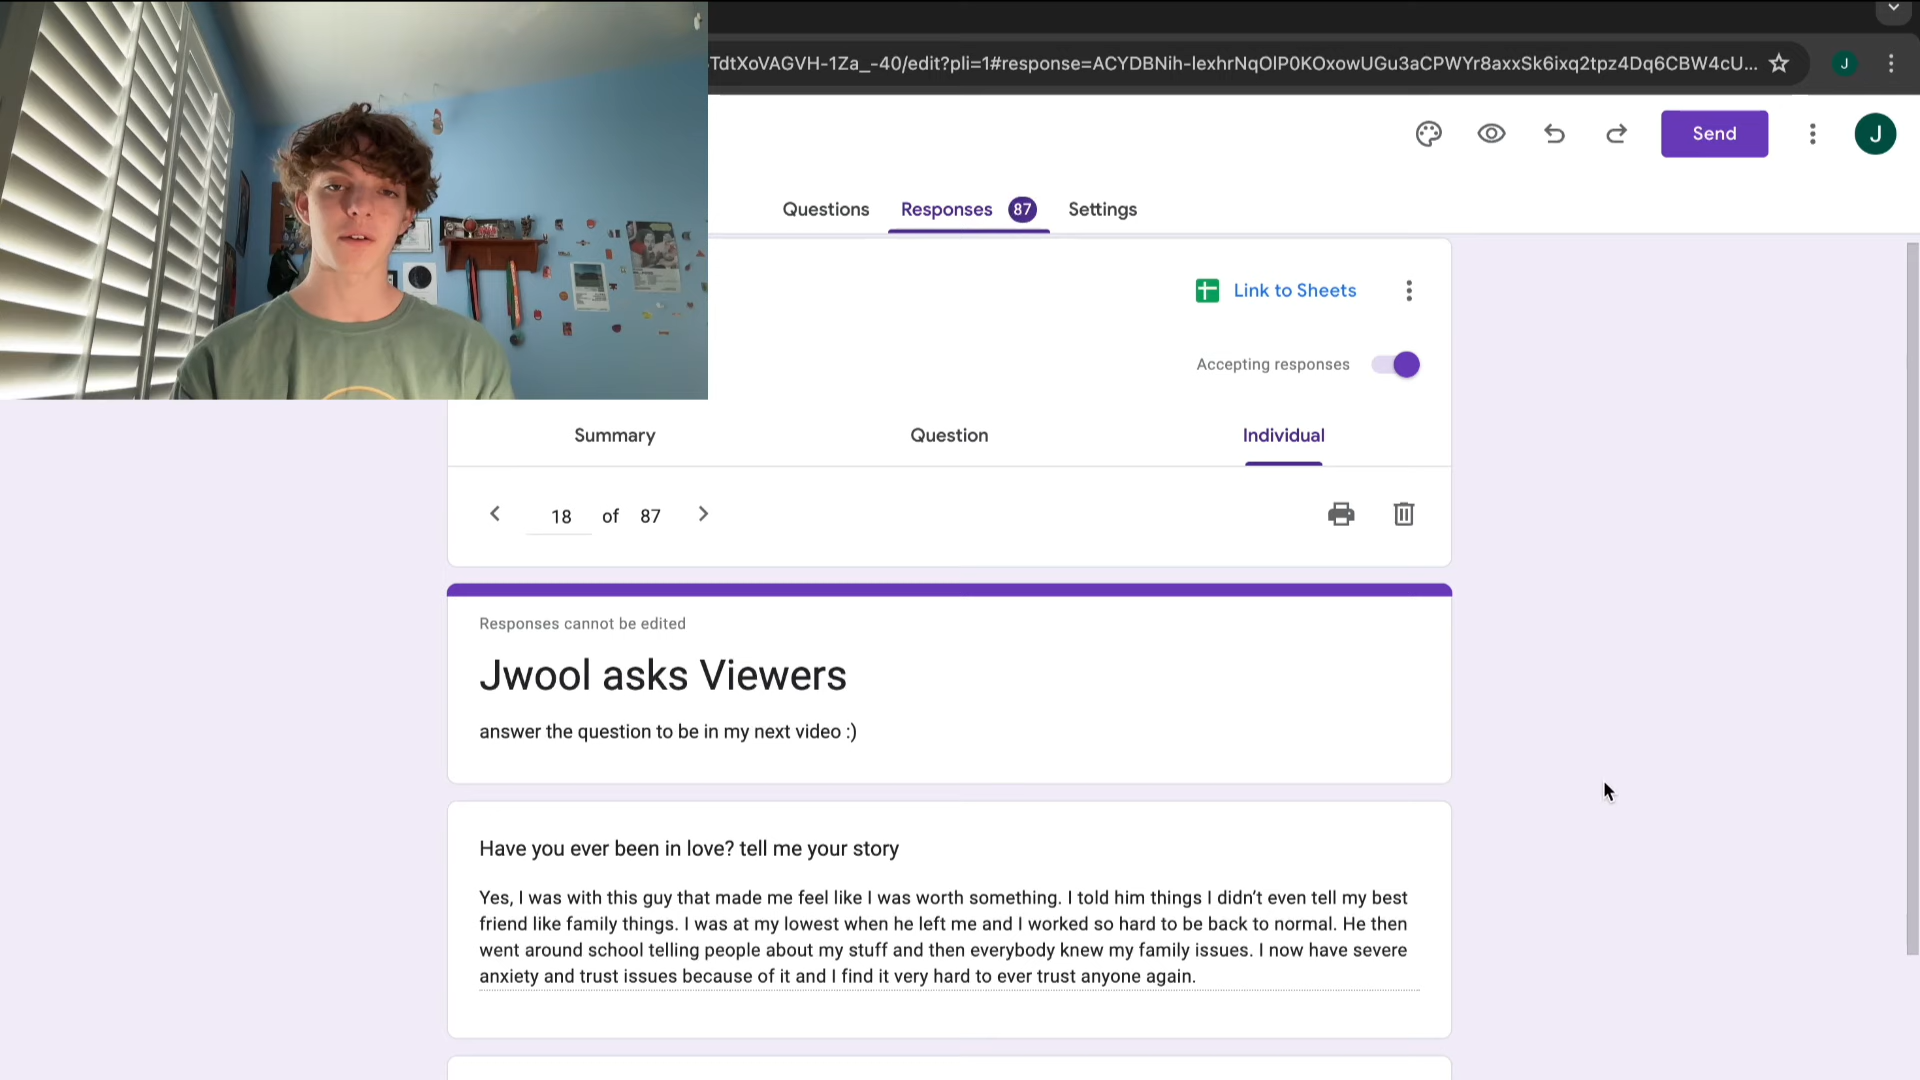 TdtXoVAGVH-1Za_-40/edit?pli=1#response=ACYDBNih-lexhrNqOlP0KOxowUGu3aCPWYr8axxSk6ixq2tpz4Dq6CBW4cU...
J
Send
J
Questions
Responses 87
Settings
Link to Sheets
Accepting responses
Summary
Question
Individual
18 of 87
Responses cannot be edited
Jwool asks Viewers
answer the question to be in my next video :)
Have you ever been in love? tell me your story
Yes, I was with this guy that made me feel like I was worth something. I told him things I didn’t even tell my best
friend like family things. I was at my lowest when he left me and I worked so hard to be back to normal. He then
went around school telling people about my stuff and then everybody knew my family issues. I now have severe
anxiety and trust issues because of it and I find it very hard to ever trust anyone again.